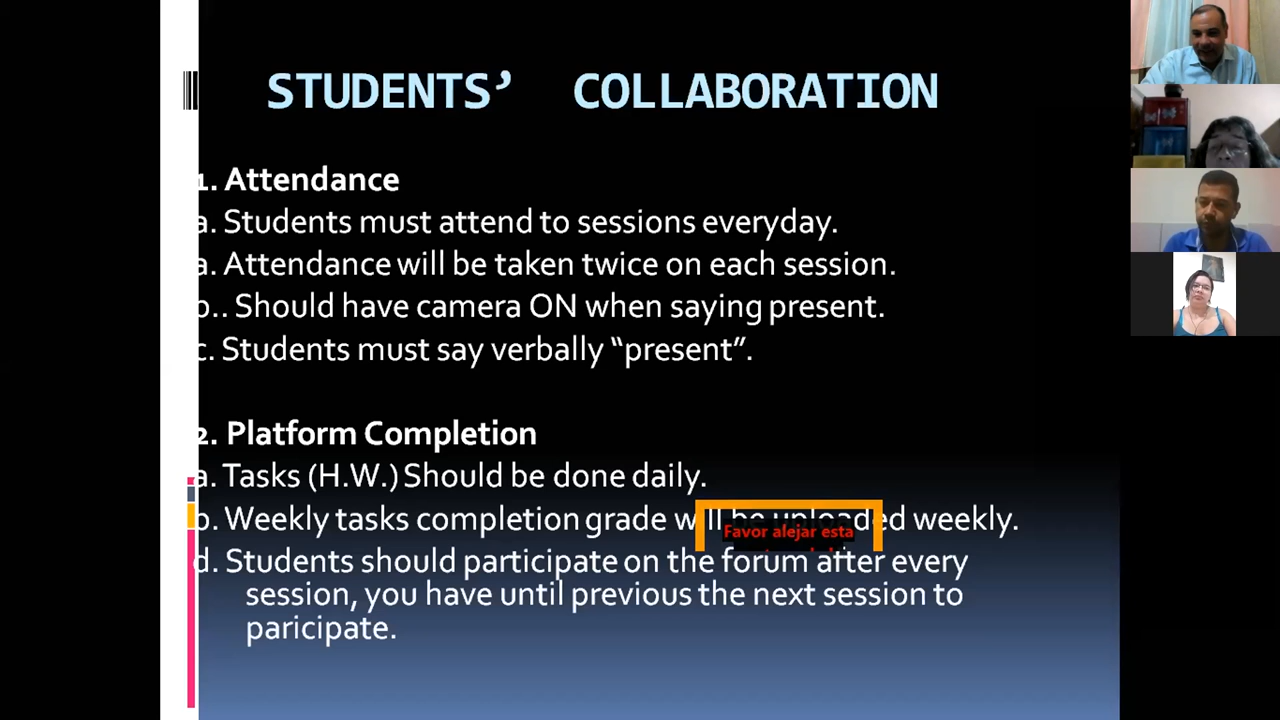 STUDENTS’ COLLABORATION
1. Attendance
a. Students must attend to sessions everyday.
a. Attendance will be taken twice on each session.
b.. Should have camera ON when saying present.
c. Students must say verbally “present”.
2. Platform Completion
a. Tasks (H.W.) Should be done daily.
b. Weekly tasks completion grade will be uploaded weekly.
Favor alejar esta
d. Students should participate on the forum after every
session, you have until previous the next session to
paricipate.